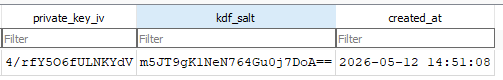 private_key_iv kdf_salt created_at
Filter Filter Filter
4/rfY5O6fULNKYdV m5JT9gK1NeN764Gu0j7DoA== 2026-05-12 14:51:08